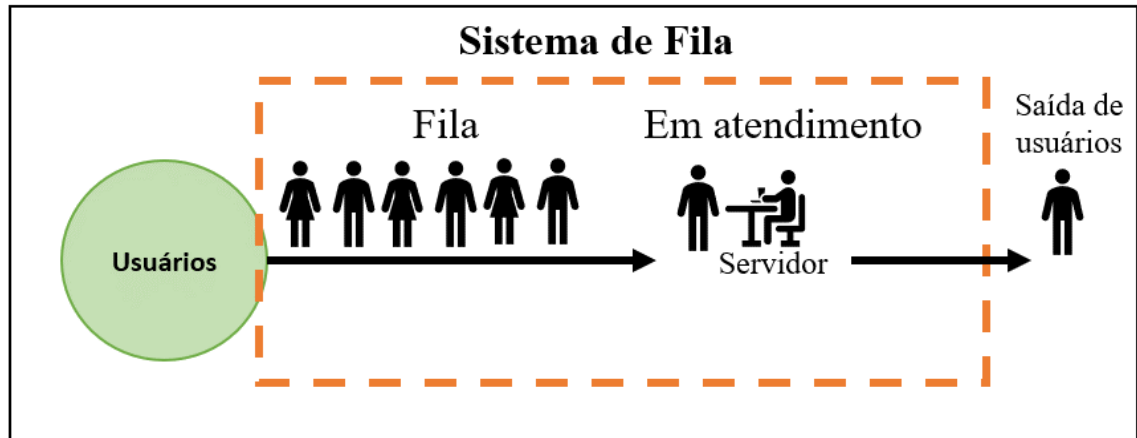 Sistema de Fila
Fila
Em atendimento
Saída de
usuários
Usuários
Servidor